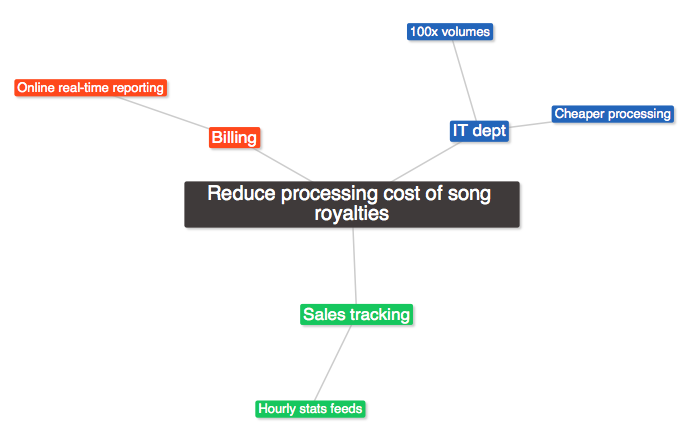 100x volumes
Online real-time reporting
Cheaper processing
IT dept
Billing
Reduce processing cost of song
royalties
Sales tracking
Hourly stats feeds